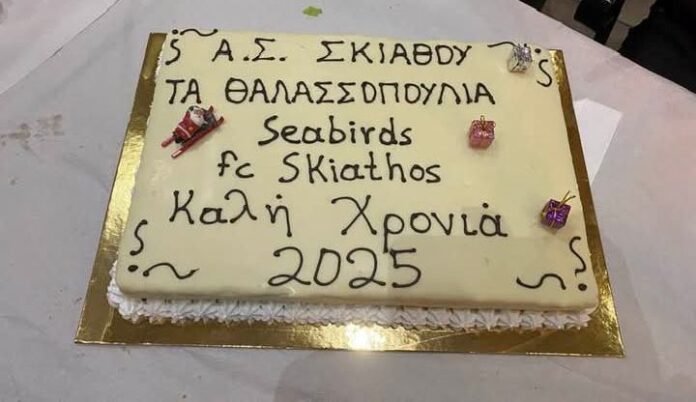 Α.Σ. ΣΚΙΑΘΟΥ
ΤΑ ΘΑΛΑΣΣΟΠΟΥΛΙΑ
Seabirds
fc SKiathos
Καλή Χρονιά
2025